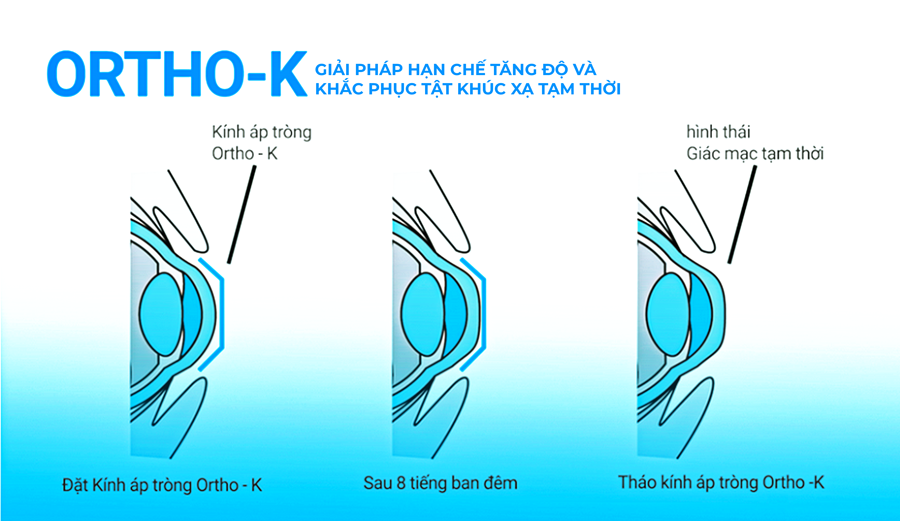 ORTHO-K
GIẢI PHÁP HẠN CHẾ TĂNG ĐỘ VÀ
KHẮC PHỤC TẬT KHÚC XẠ TẠM THỜI
Kính áp tròng
Ortho - K
hình thái
Giác mạc tạm thời
Đặt Kính áp tròng Ortho - K
Sau 8 tiếng ban đêm
Tháo kính áp tròng Ortho -K